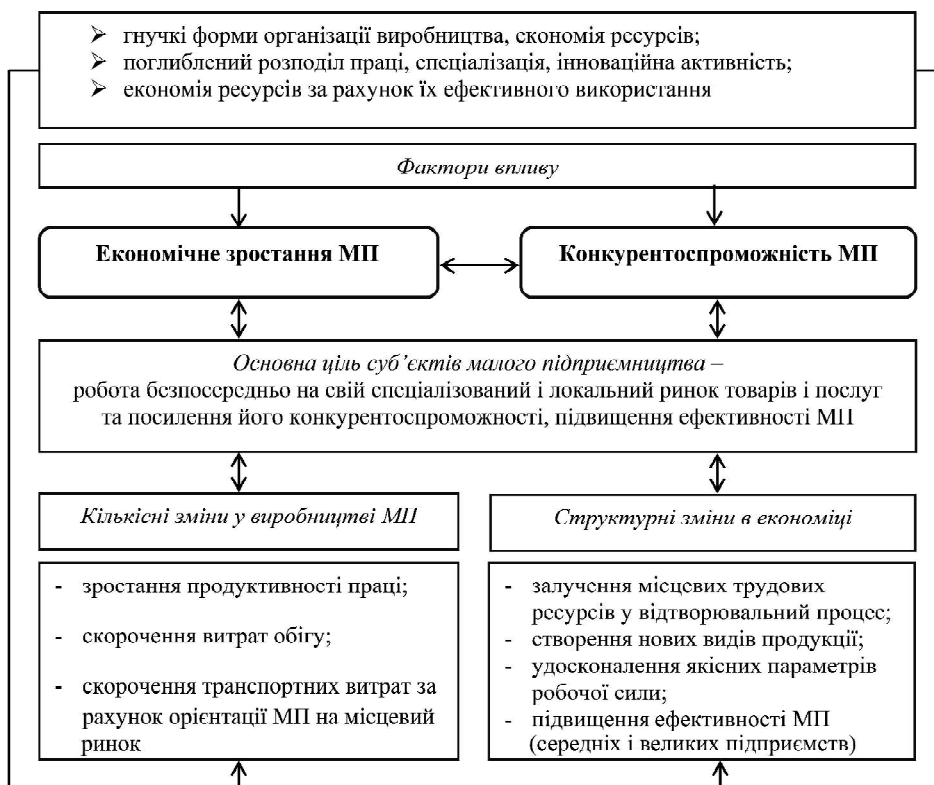 ➢ гнучкі форми організації виробництва, економія ресурсів;
➢ поглиблений розподіл праці, спеціалізація, інноваційна активність;
➢ економія ресурсів за рахунок їх ефективного використання
Фактори впливу
Економічне зростання МП
Конкурентоспроможність МП
Основна ціль суб’єктів малого підприємництва –
робота безпосередньо на свій спеціалізований і локальний ринок товарів і послуг
та посилення його конкурентоспроможності, підвищення ефективності МП
Кількісні зміни у виробництві МП
- зростання продуктивності праці;
- скорочення витрат обігу;
- скорочення транспортних витрат за
рахунок орієнтації МП на місцевий
ринок
Структурні зміни в економіці
- залучення місцевих трудових
ресурсів у відтворювальний процес;
- створення нових видів продукції;
- удосконалення якісних параметрів
робочої сили;
- підвищення ефективності МП
(середніх і великих підприємств)